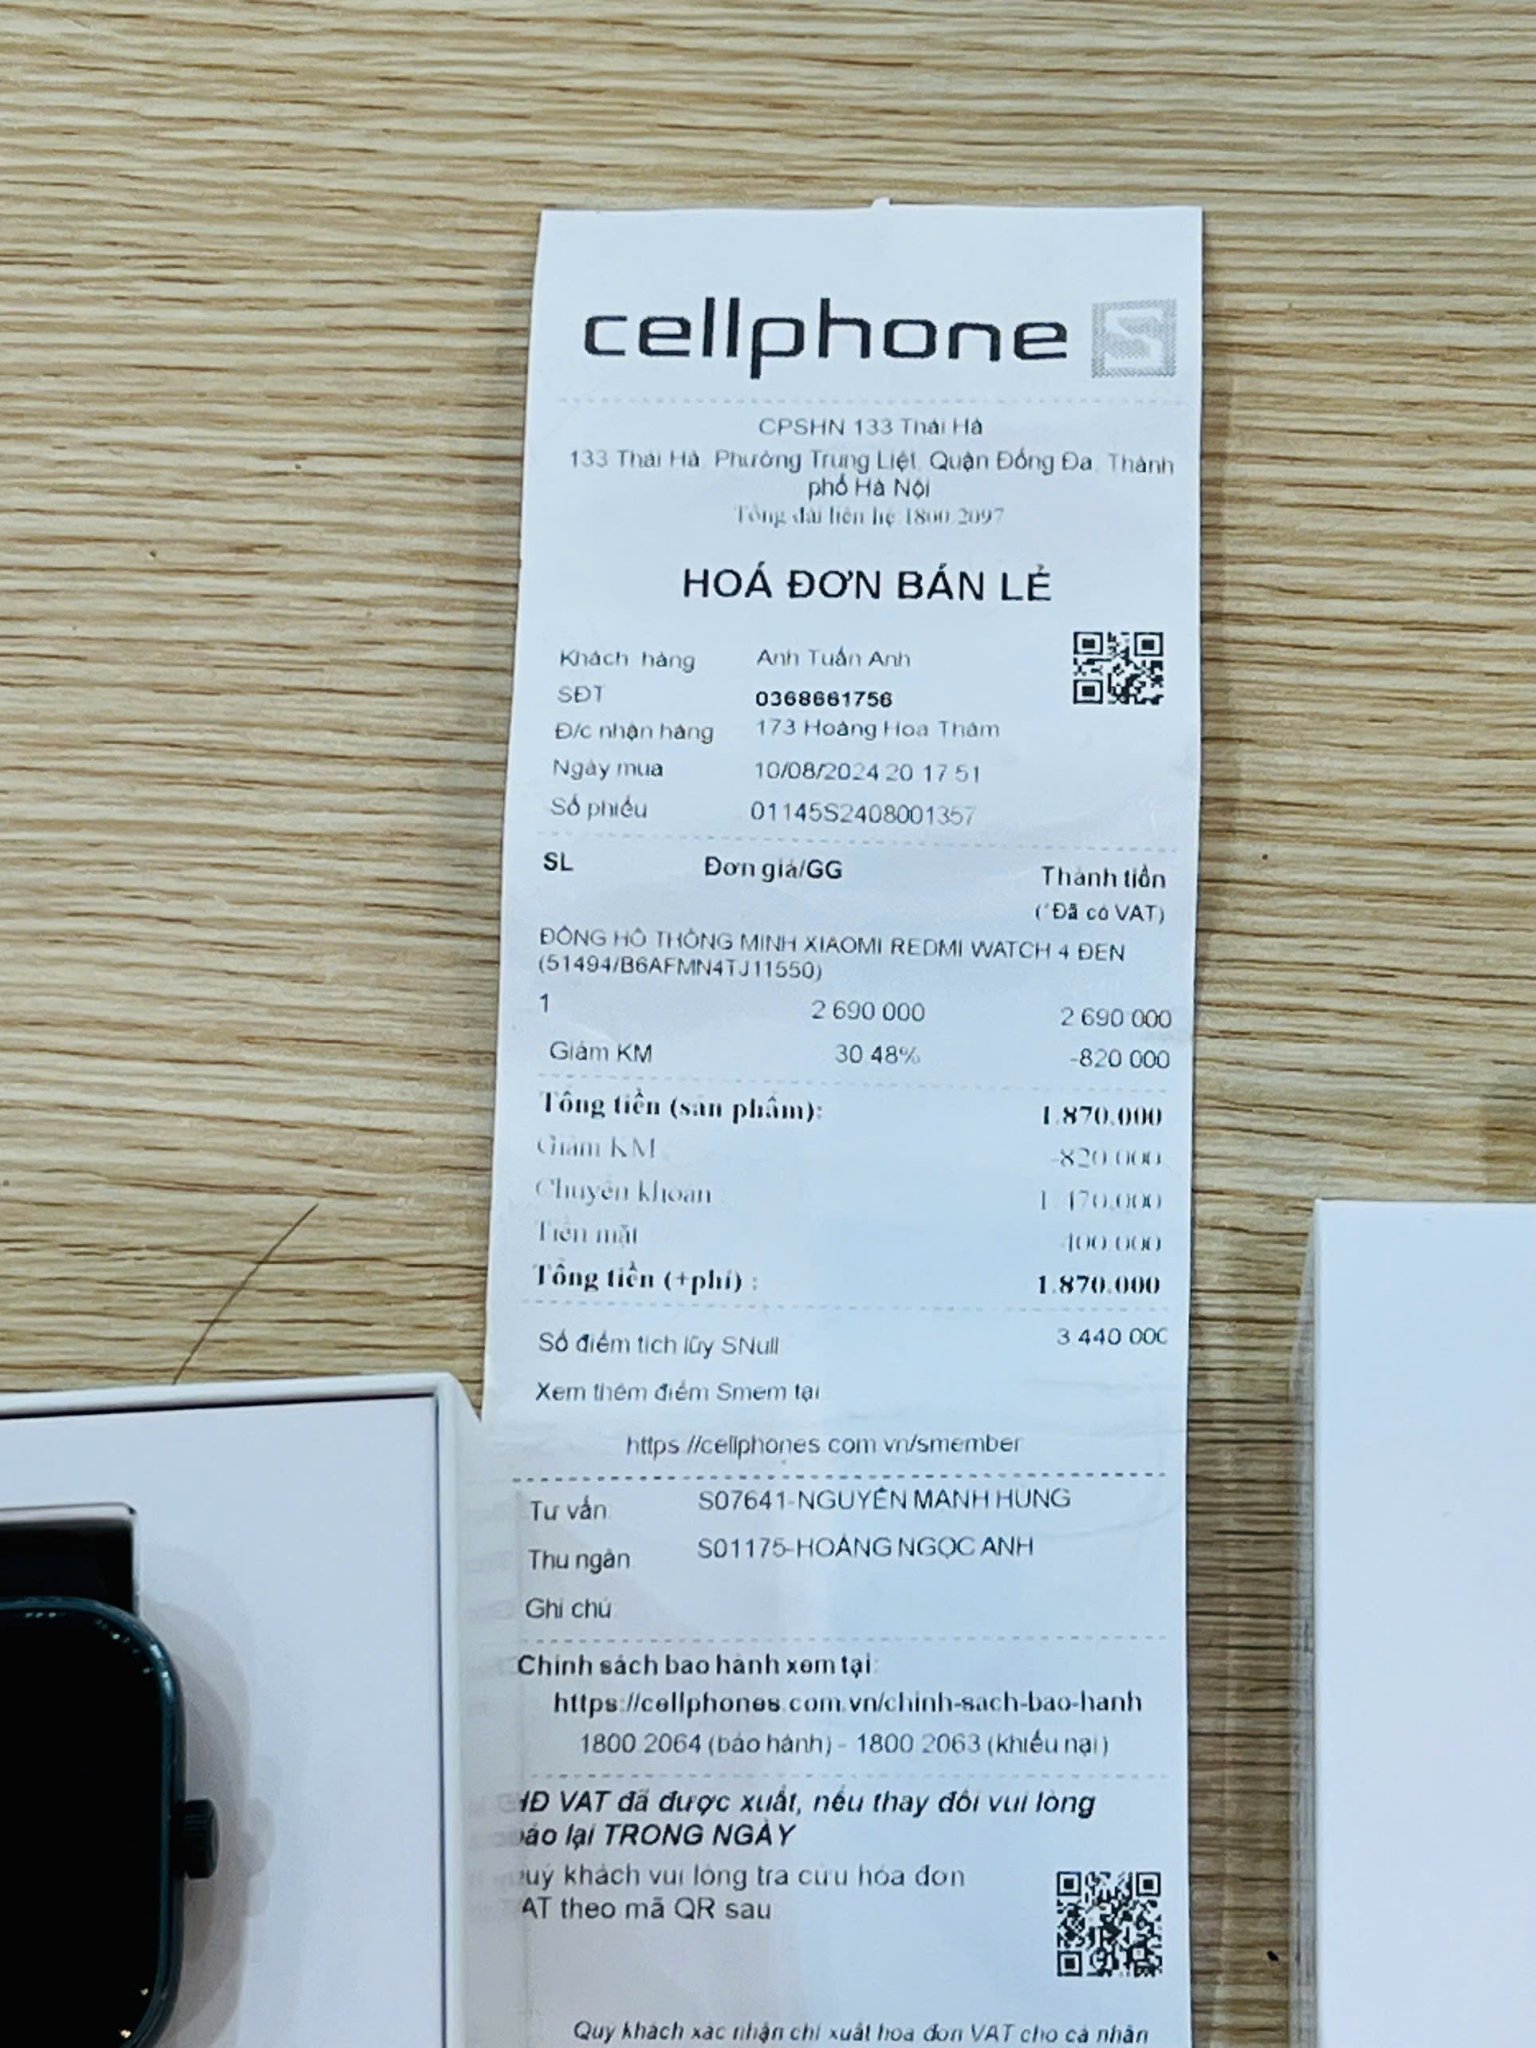 cellphone S
CPSHN 133 Thái Hà
133 Thái Hà, Phường Trung Liệt, Quận Đống Đa, Thành
phố Hà Nội
Tổng đài liên hệ 1800.2097
HOÁ ĐƠN BÁN LẺ
Khách hàng Anh Tuấn Anh
SĐT 0368661756
Đ/c nhận hàng 173 Hoàng Hoa Thám
Ngày mua 10/08/2024 20:17:51
Số phiếu 01145S2408001357
SL Đơn giá/GG Thành tiền
(*Đã có VAT)
ĐỒNG HỒ THÔNG MINH XIAOMI REDMI WATCH 4 ĐEN
(51494/B6AFMN4TJ11550)
1 2.690.000 2.690.000
Giảm KM 30.48% -820.000
Tổng tiền (sản phẩm): 1.870.000
Giảm KM -820.000
Chuyển khoản 1.470.000
Tiền mặt 400.000
Tổng tiền (+phí) : 1.870.000
Số điểm tích lũy SNull 3.440.000
Xem thêm điểm Smem tại
https://cellphones.com.vn/smember
Tư vấn: S07641-NGUYỄN MẠNH HÙNG
Thu ngân: S01175-HOÀNG NGỌC ANH
Ghi chú:
Chính sách bảo hành xem tại:
https://cellphones.com.vn/chinh-sach-bao-hanh
1800.2064 (bảo hành) - 1800.2063 (khiếu nại)
HĐ VAT đã được xuất, nếu thay đổi vui lòng
báo lại TRONG NGÀY
Quý khách vui lòng tra cứu hóa đơn
VAT theo mã QR sau
Quý khách xác nhận chỉ xuất hoá đơn VAT cho cá nhân